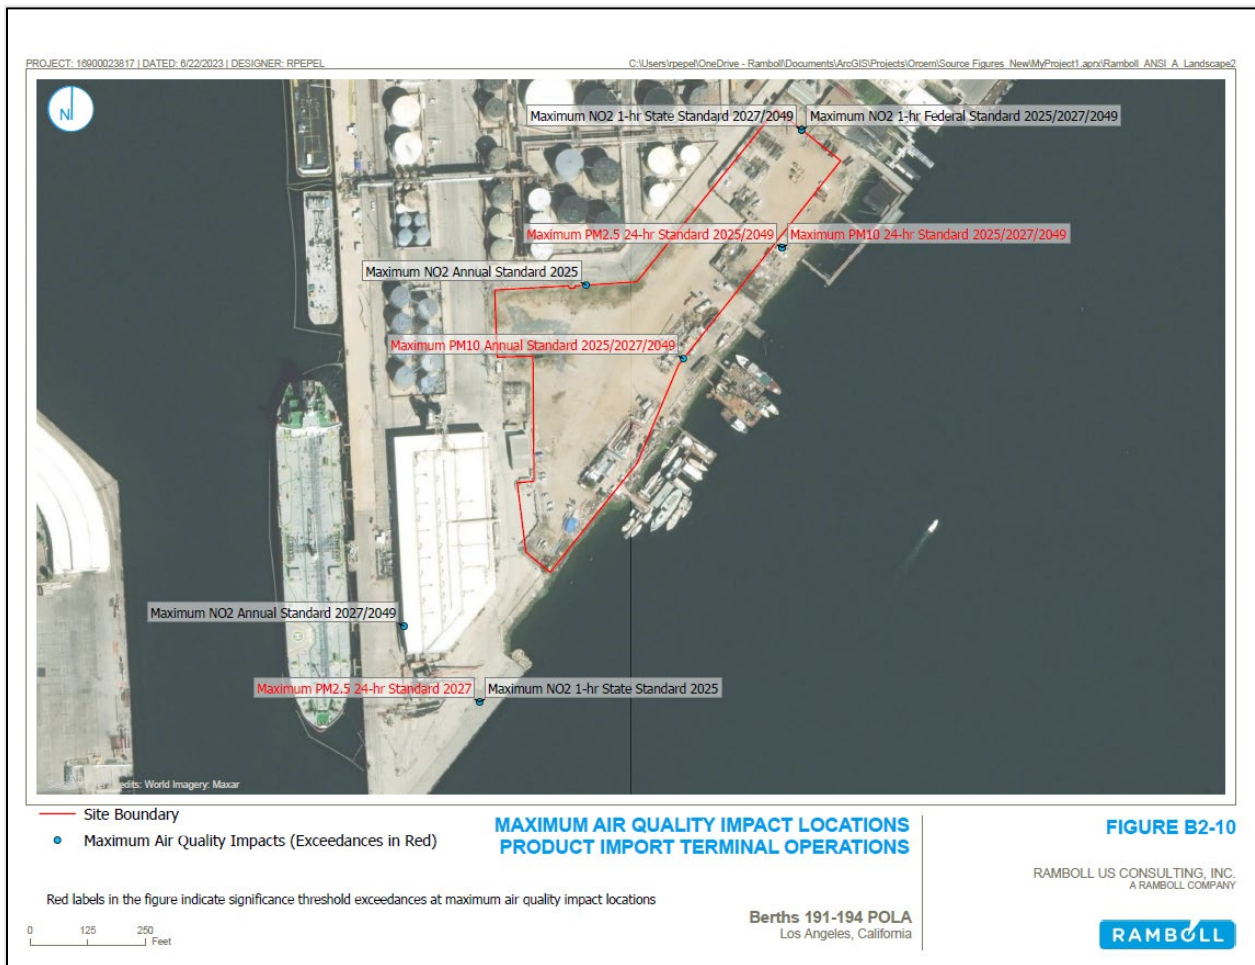 PROJECT: 16900023817 | DATED: 6/22/2023 | DESIGNER: RPEPEL
C:\Users\rpepel\OneDrive - Ramboll\Documents\ArcGIS\Projects\Orcem\Source Figures_New\MyProject1.aprx\Ramboll_ANSI_A_Landscape2
N
Maximum NO2 1-hr State Standard 2027/2049
Maximum NO2 1-hr Federal Standard 2025/2027/2049
Maximum PM2.5 24-hr Standard 2025/2049
Maximum PM10 24-hr Standard 2025/2027/2049
Maximum NO2 Annual Standard 2025
Maximum PM10 Annual Standard 2025/2027/2049
Maximum NO2 Annual Standard 2027/2049
Maximum PM2.5 24-hr Standard 2027
Maximum NO2 1-hr State Standard 2025
World Imagery: Maxar
Site Boundary
Maximum Air Quality Impacts (Exceedances in Red)
Red labels in the figure indicate significance threshold exceedances at maximum air quality impact locations
0 125 250
Feet
MAXIMUM AIR QUALITY IMPACT LOCATIONS
PRODUCT IMPORT TERMINAL OPERATIONS
Berths 191-194 POLA
Los Angeles, California
FIGURE B2-10
RAMBOLL US CONSULTING, INC.
A RAMBOLL COMPANY
RAMBOLL